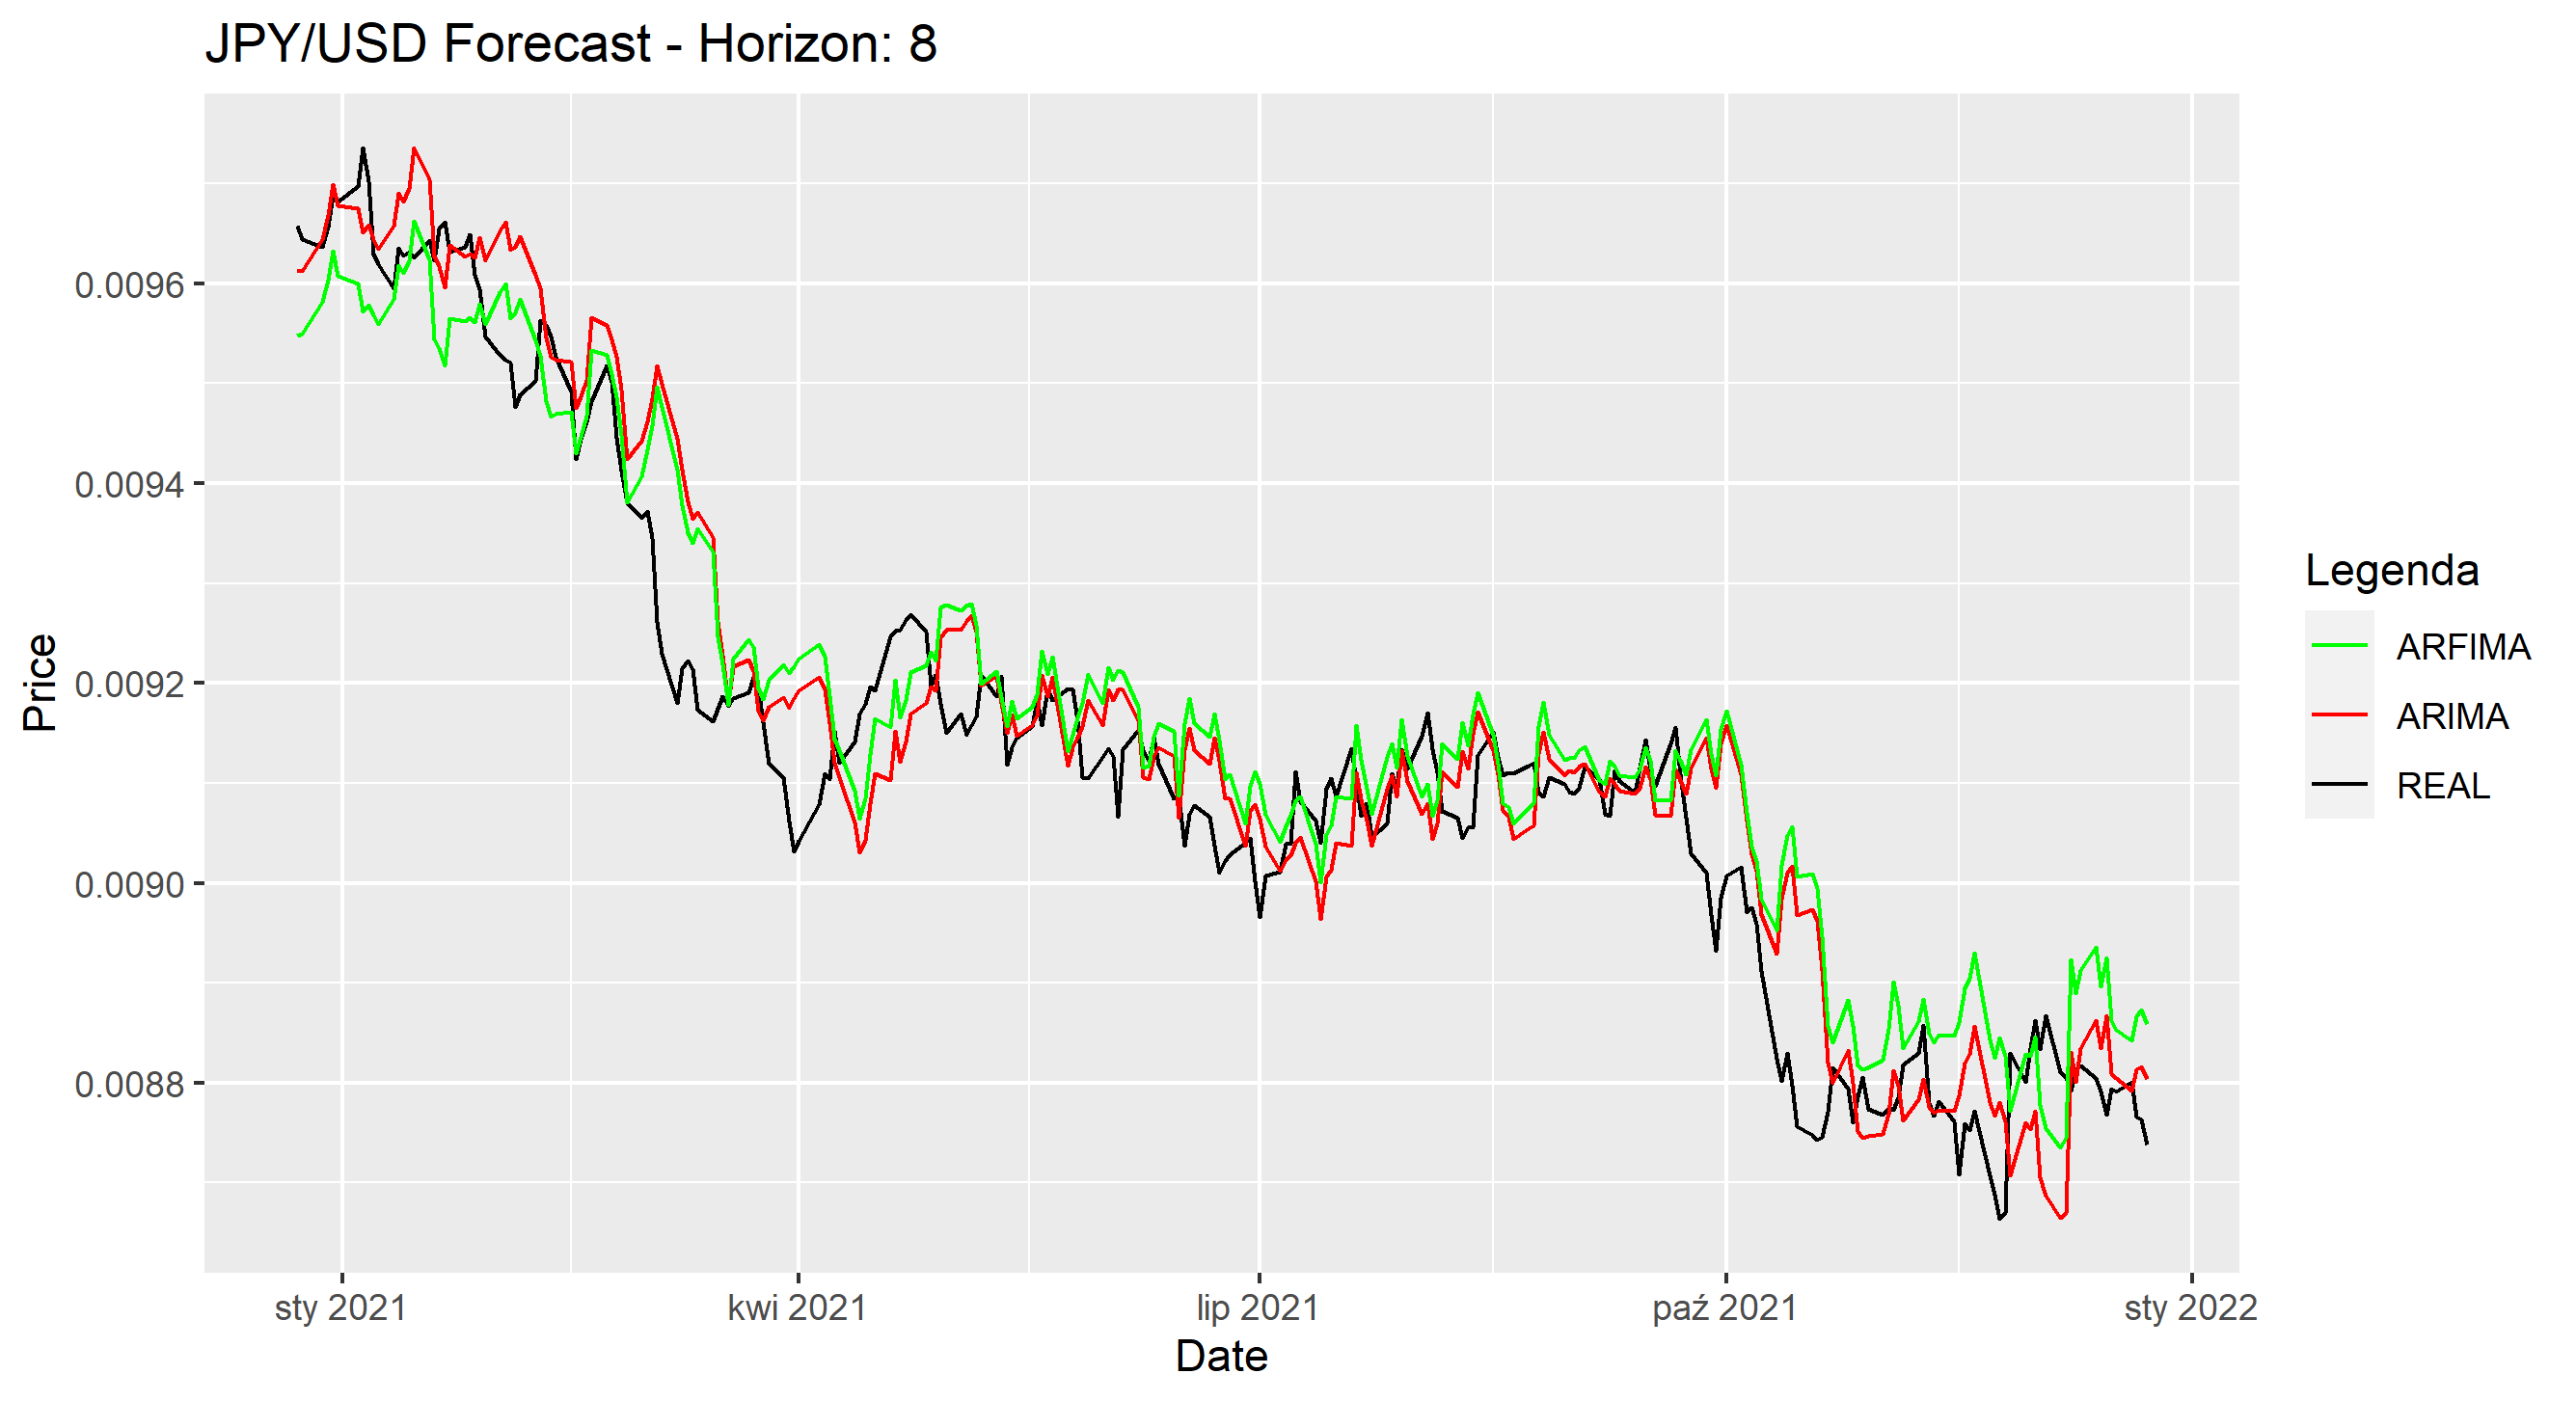 JPY/USD Forecast - Horizon: 8
Price
0.0096
0.0094
0.0092
0.0090
0.0088
sty 2021
kwi 2021
lip 2021
paź 2021
sty 2022
Date
Legenda
ARFIMA
ARIMA
REAL